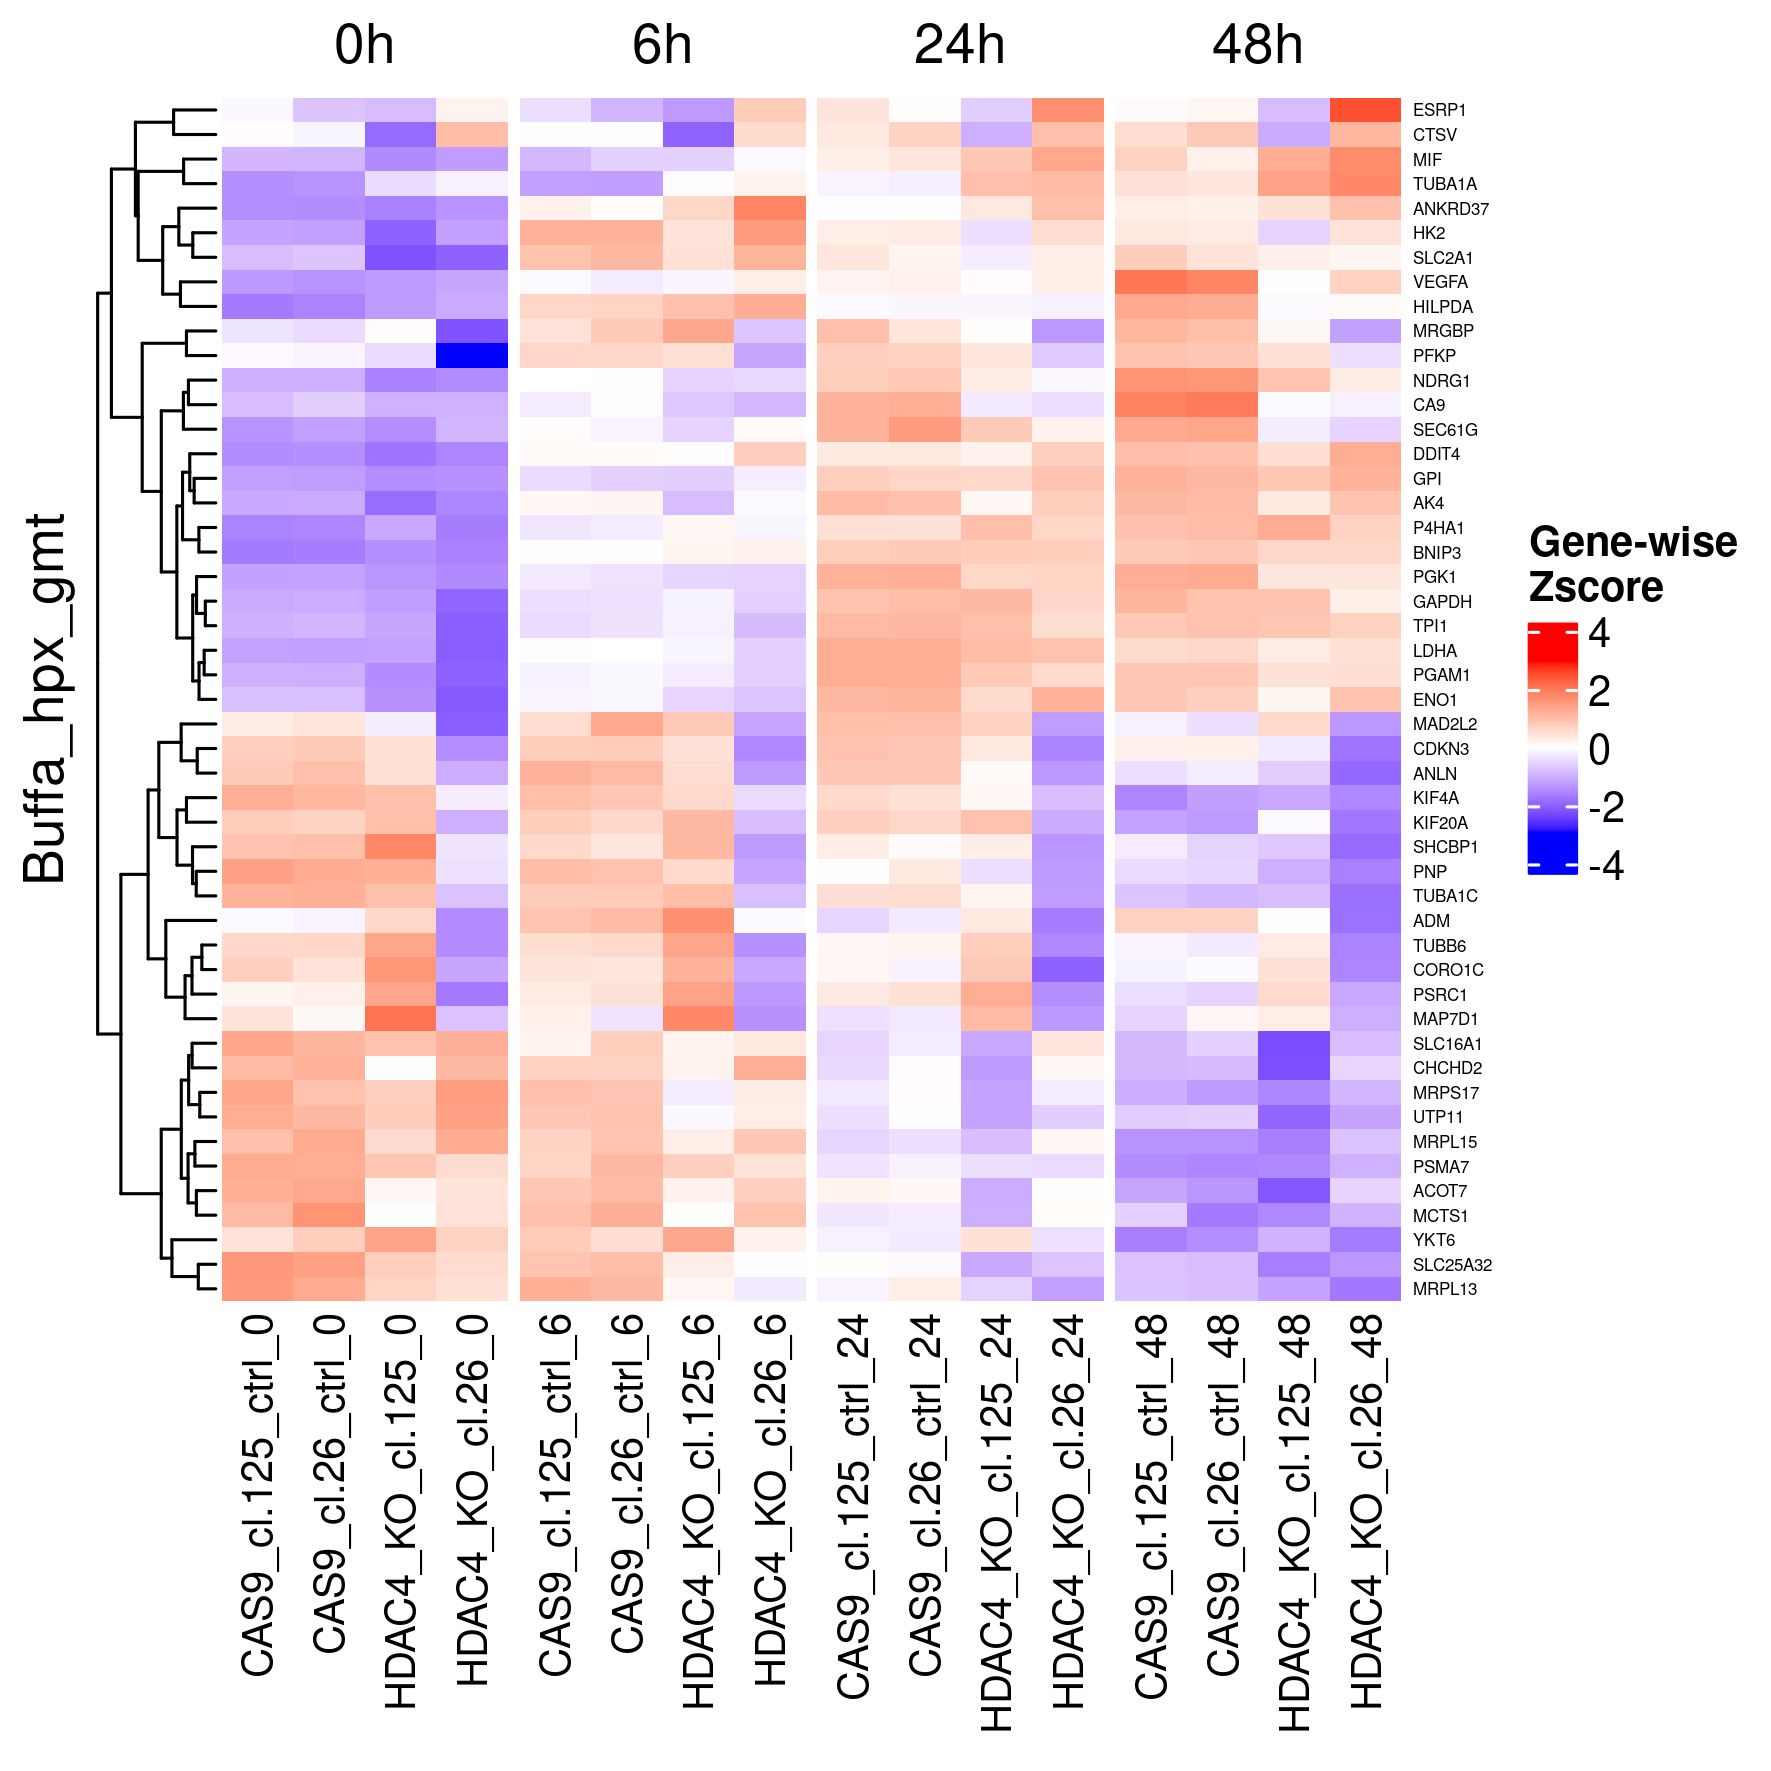 0h 6h 24h 48h
Buffa_hpx_gmt
ESRP1
CTSV
MIF
TUBA1A
ANKRD37
HK2
SLC2A1
VEGFA
HILPDA
MRGBP
PFKP
NDRG1
CA9
SEC61G
DDIT4
GPI
AK4
P4HA1
BNIP3
PGK1
GAPDH
TPI1
LDHA
PGAM1
ENO1
MAD2L2
CDKN3
ANLN
KIF4A
KIF20A
SHCBP1
PNP
TUBA1C
ADM
TUBB6
CORO1C
PSRC1
MAP7D1
SLC16A1
CHCHD2
MRPS17
UTP11
MRPL15
PSMA7
ACOT7
MCTS1
YKT6
SLC25A32
MRPL13
Gene-wise
Zscore
4
2
0
-2
-4
CAS9_cl.125_ctrl_0
CAS9_cl.26_ctrl_0
HDAC4_KO_cl.125_0
HDAC4_KO_cl.26_0
CAS9_cl.125_ctrl_6
CAS9_cl.26_ctrl_6
HDAC4_KO_cl.125_6
HDAC4_KO_cl.26_6
CAS9_cl.125_ctrl_24
CAS9_cl.26_ctrl_24
HDAC4_KO_cl.125_24
HDAC4_KO_cl.26_24
CAS9_cl.125_ctrl_48
CAS9_cl.26_ctrl_48
HDAC4_KO_cl.125_48
HDAC4_KO_cl.26_48